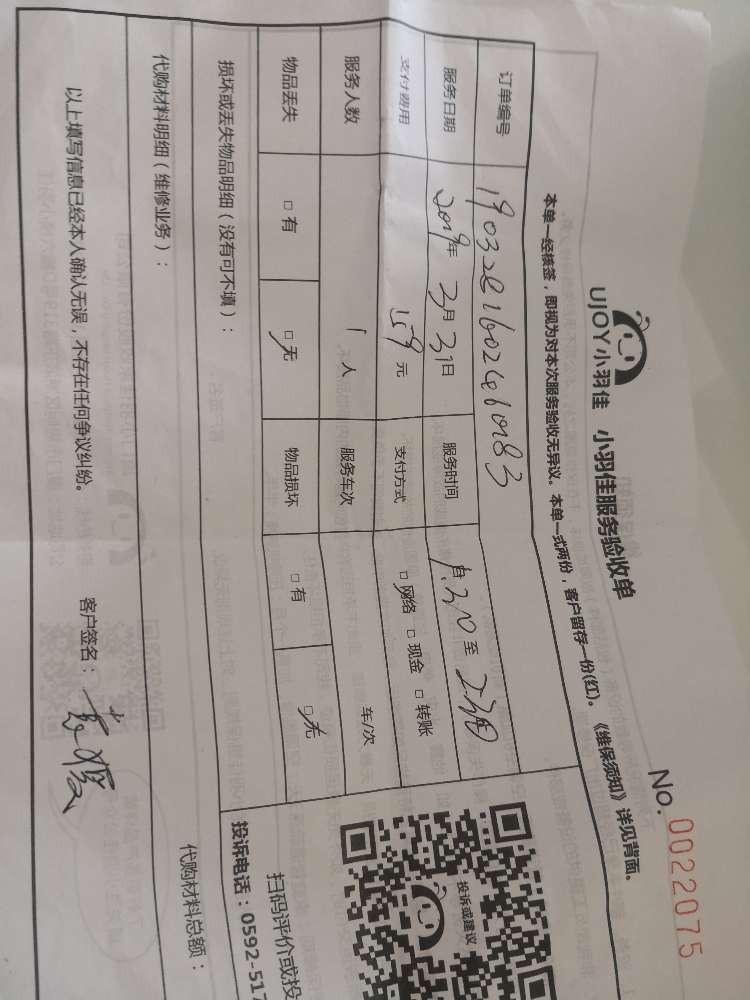 UJOY小羽佳 小羽佳服务验收单
No. 0022075
本单一经核签，即视为对本次服务验收无异议。本单一式两份，客户留存一份(红)。《维保须知》详见背面。
订单编号
服务日期 2019年 3月 31日 服务时间 自1:30至2:30
支付费用 159元 支付方式 □网络 □现金 □转账
服务人数 1人 服务车次 车/次
物品丢失 □有 □无 物品损坏 □有 □无
损坏或丢失物品明细（没有可不填）：
投诉或建议
扫码评价或投
投诉电话：0592-517
代购材料明细（维修业务）： 代购材料总额：
以上填写信息已经本人确认无误，不存在任何争议纠纷。 客户签名：